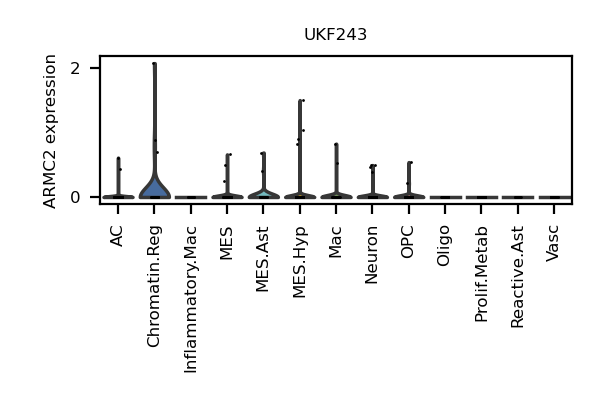 UKF243
ARMC2 expression
2
0
AC
Chromatin.Reg
Inflammatory.Mac
MES
MES.Ast
MES.Hyp
Mac
Neuron
OPC
Oligo
Prolif.Metab
Reactive.Ast
Vasc